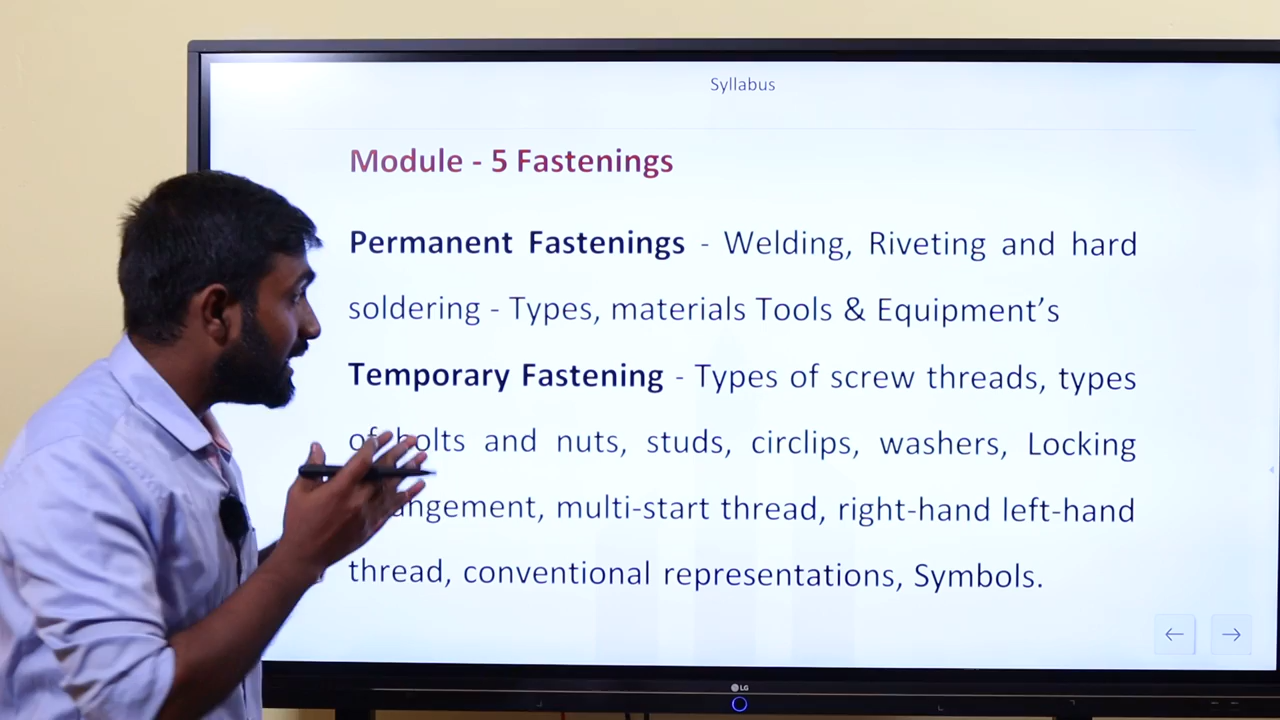 Syllabus
Module - 5 Fastenings
Permanent Fastenings - Welding, Riveting and hard
soldering - Types, materials Tools & Equipment’s
Temporary Fastening - Types of screw threads, types
of bolts and nuts, studs, circlips, washers, Locking
multi-start thread, right-hand left-hand
thread, conventional representations, Symbols.
LG